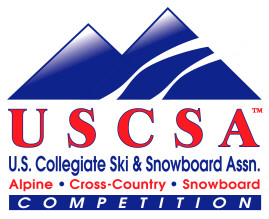 USCSA™
U.S. Collegiate Ski & Snowboard Assn.
Alpine • Cross-Country • Snowboard
COMPETITION